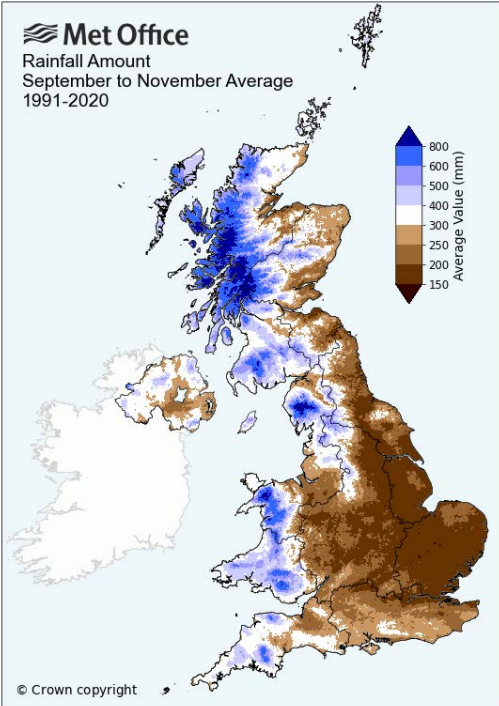 Met Office
Rainfall Amount
September to November Average
1991-2020
800
600
500
400
300
250
200
150
Average Value (mm)
© Crown copyright